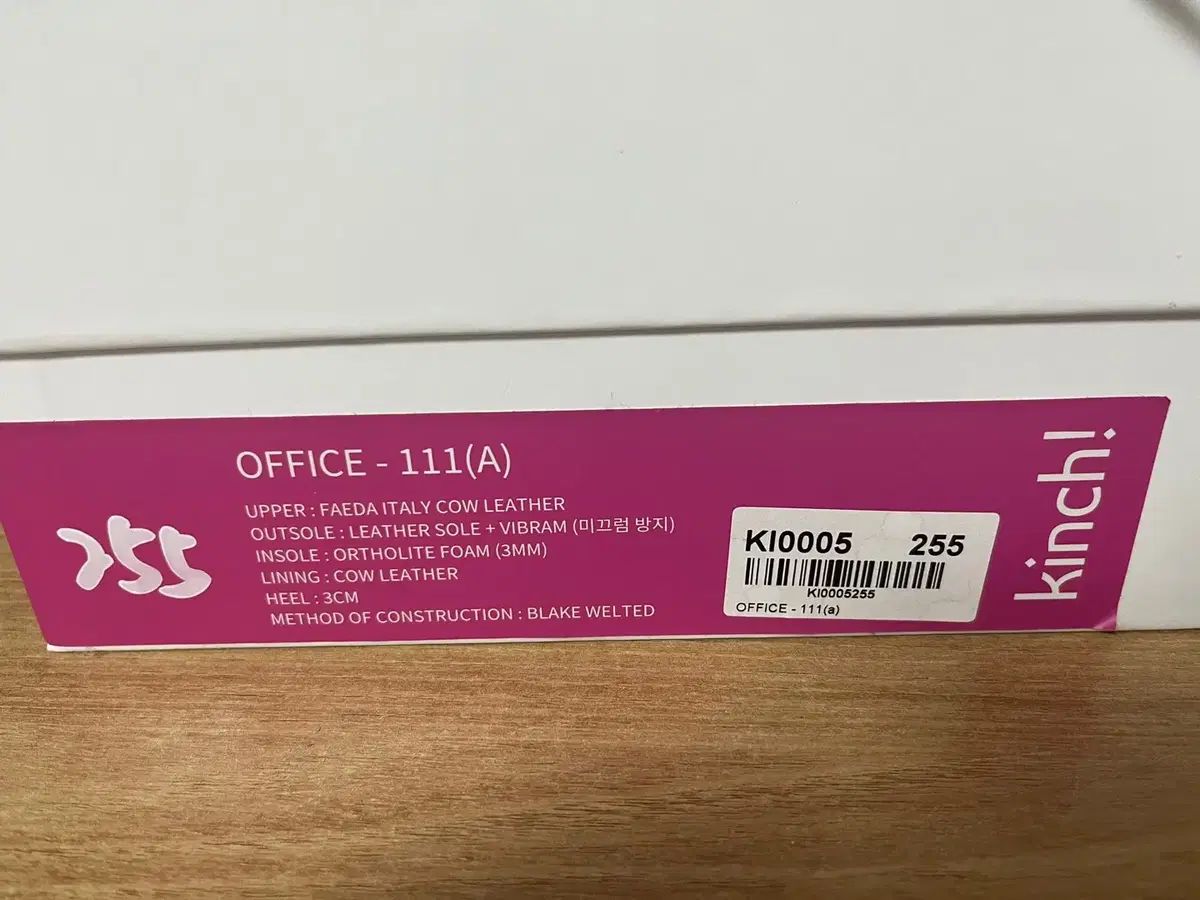 255
OFFICE - 111(A)
UPPER : FAEDA ITALY COW LEATHER
OUTSOLE : LEATHER SOLE + VIBRAM (미끄럼 방지)
INSOLE : ORTHOLITE FOAM (3MM)
LINING : COW LEATHER
HEEL : 3CM
METHOD OF CONSTRUCTION : BLAKE WELTED
KI0005 255
KI0005255
OFFICE - 111(a)
kinch!